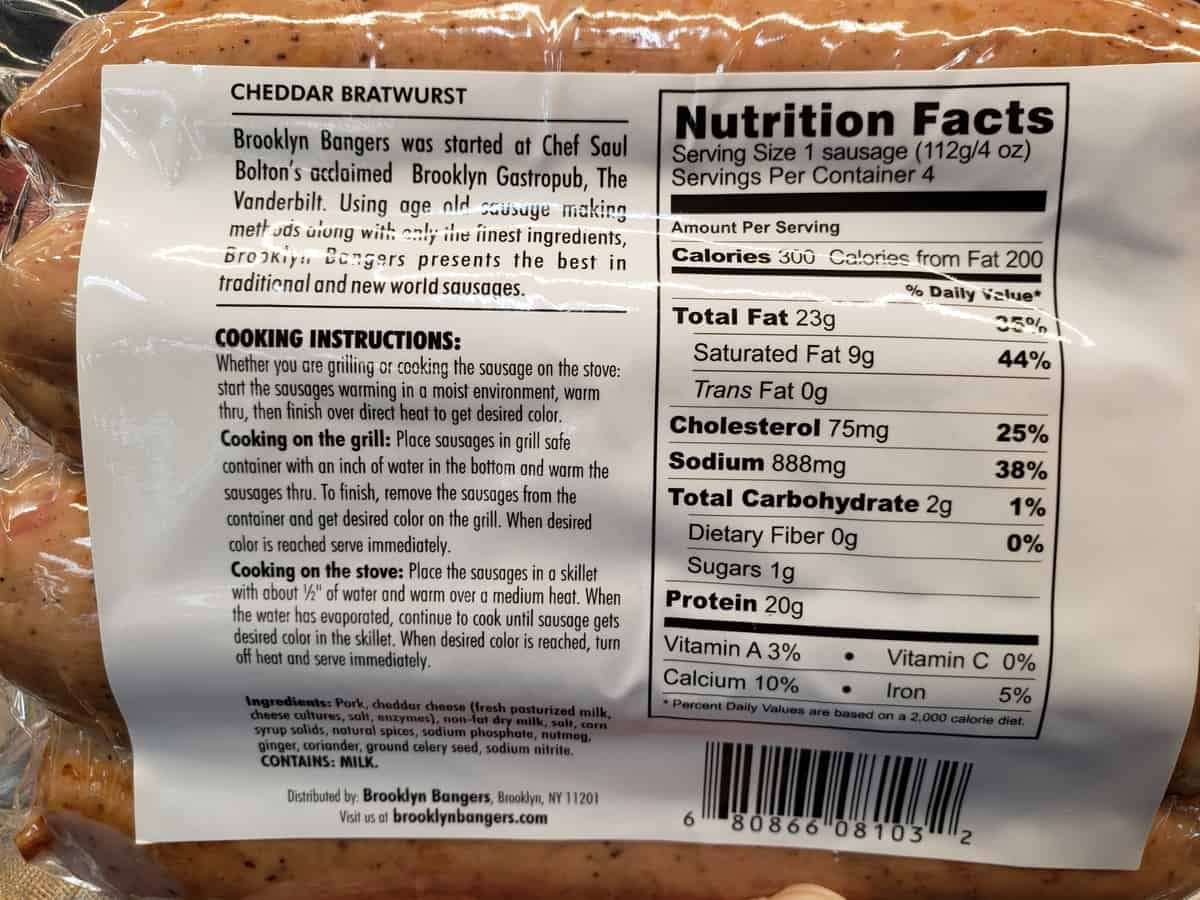 CHEDDAR BRATWURST
Brooklyn Bangers was started at Chef Saul
Bolton's acclaimed Brooklyn Gastropub, The
Vanderbilt. Using age old sausage making
methods along with only the finest ingredients,
Brooklyn Bangers presents the best in
traditional and new world sausages.
COOKING INSTRUCTIONS:
Whether you are grilling or cooking the sausage on the stove:
start the sausages warming in a moist environment, warm
thru, then finish over direct heat to get desired color.
Cooking on the grill: Place sausages in grill safe
container with an inch of water in the bottom and warm the
sausages thru. To finish, remove the sausages from the
container and get desired color on the grill. When desired
color is reached serve immediately.
Cooking on the stove: Place the sausages in a skillet
with about ½" of water and warm over a medium heat. When
the water has evaporated, continue to cook until sausage gets
desired color in the skillet. When desired color is reached, turn
off heat and serve immediately.
Ingredients: Pork, cheddar cheese (fresh pasturized milk,
cheese cultures, salt, enzymes), non-fat dry milk, salt, corn
syrup solids, natural spices, sodium phosphate, nutmeg,
ginger, coriander, ground celery seed, sodium nitrite.
CONTAINS: MILK.
Distributed by: Brooklyn Bangers, Brooklyn, NY 11201
Visit us at brooklynbangers.com
Nutrition Facts
Serving Size 1 sausage (112g/4 oz)
Servings Per Container 4
Amount Per Serving
Calories 300 Calories from Fat 200
% Daily Value*
Total Fat 23g 35%
Saturated Fat 9g 44%
Trans Fat 0g
Cholesterol 75mg 25%
Sodium 888mg 38%
Total Carbohydrate 2g 1%
Dietary Fiber 0g 0%
Sugars 1g
Protein 20g
Vitamin A 3% • Vitamin C 0%
Calcium 10% • Iron 5%
* Percent Daily Values are based on a 2,000 calorie diet.
6 80866 08103 2